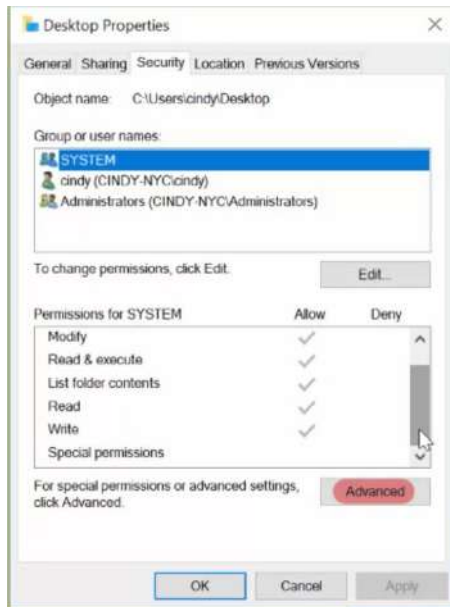 Desktop Properties
General Sharing Security Location Previous Versions
Object name: C:\Users\cindy\Desktop
Group or user names:
SYSTEM
cindy (CINDY-NYC\cindy)
Administrators (CINDY-NYC\Administrators)
To change permissions, click Edit.
Edit...
Permissions for SYSTEM Allow Deny
Modify
Read & execute
List folder contents
Read
Write
Special permissions
For special permissions or advanced settings,
click Advanced.
Advanced
OK Cancel Apply